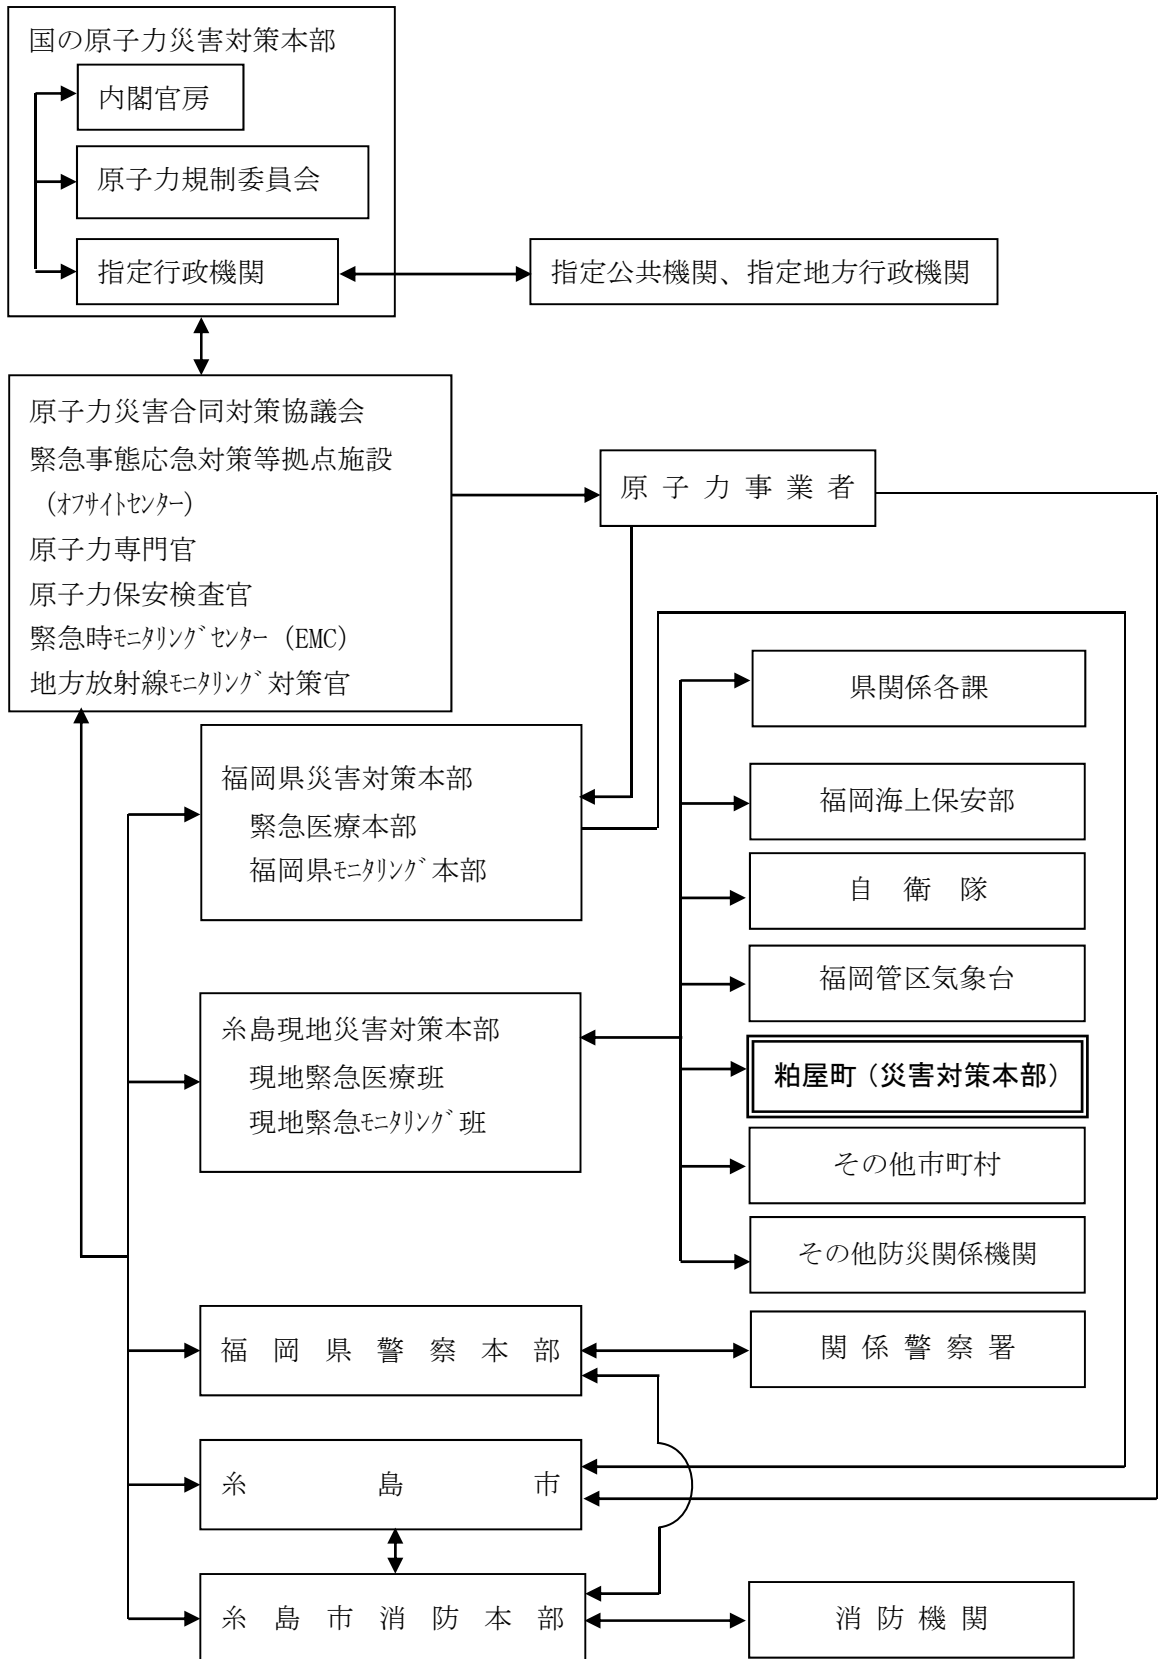 国の原子力災害対策本部
内閣官房
原子力規制委員会
指定行政機関
指定公共機関、指定地方行政機関
原子力災害合同対策協議会
緊急事態応急対策等拠点施設
（ｵﾌｻｲﾄｾﾝﾀｰ）
原子力専門官
原子力保安検査官
緊急時ﾓﾆﾀﾘﾝｸﾞｾﾝﾀｰ（EMC）
地方放射線ﾓﾆﾀﾘﾝｸﾞ対策官
原子力事業者
福岡県災害対策本部
緊急医療本部
福岡県ﾓﾆﾀﾘﾝｸﾞ本部
糸島現地災害対策本部
現地緊急医療班
現地緊急ﾓﾆﾀﾘﾝｸﾞ班
県関係各課
福岡海上保安部
自衛隊
福岡管区気象台
粕屋町（災害対策本部）
その他市町村
その他防災関係機関
福岡県警察本部
関係警察署
糸島市
糸島市消防本部
消防機関